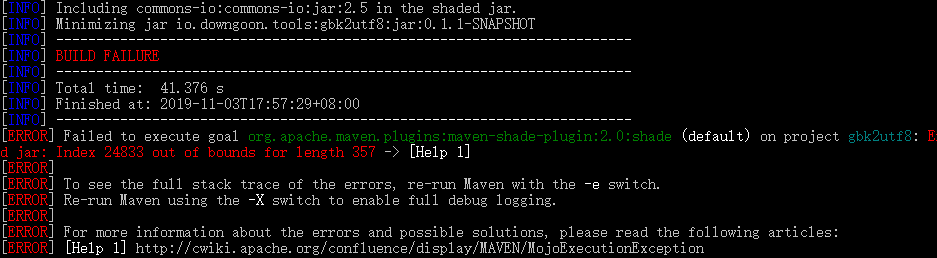 [INFO] Including commons-io:commons-io:jar:2.5 in the shaded jar.
[INFO] Minimizing jar io.downgoon.tools:gbk2utf8:jar:0.1.1-SNAPSHOT
[INFO] ------------------------------------------------------------------------
[INFO] BUILD FAILURE
[INFO] ------------------------------------------------------------------------
[INFO] Total time:  41.376 s
[INFO] Finished at: 2019-11-03T17:57:29+08:00
[INFO] ------------------------------------------------------------------------
[ERROR] Failed to execute goal org.apache.maven.plugins:maven-shade-plugin:2.0:shade (default) on project gbk2utf8:
d jar: Index 24833 out of bounds for length 357 -> [Help 1]
[ERROR]
[ERROR] To see the full stack trace of the errors, re-run Maven with the -e switch.
[ERROR] Re-run Maven using the -X switch to enable full debug logging.
[ERROR]
[ERROR] For more information about the errors and possible solutions, please read the following articles:
[ERROR] [Help 1] http://cwiki.apache.org/confluence/display/MAVEN/MojoExecutionException